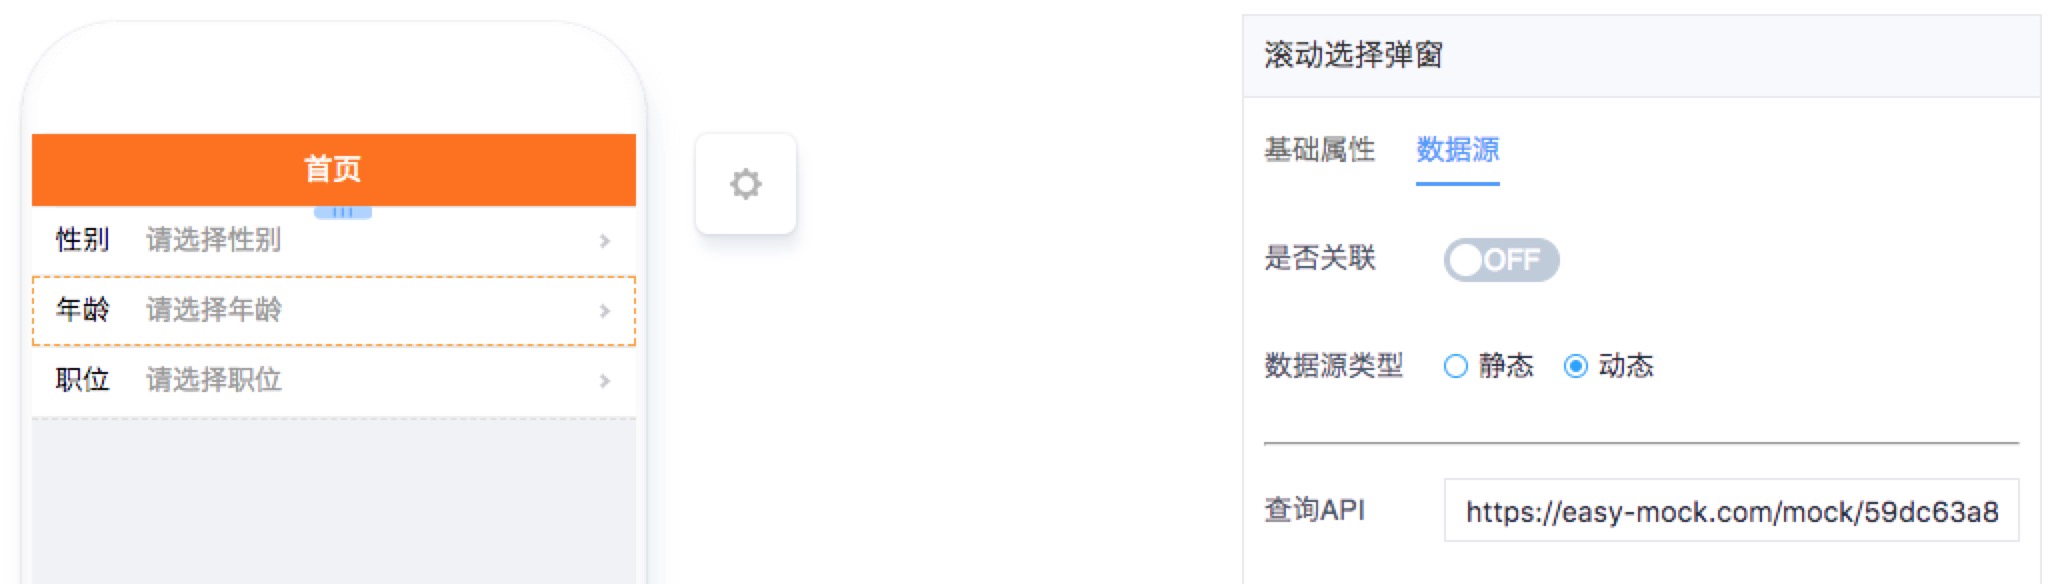 首页
性别 请选择性别
年龄 请选择年龄
职位 请选择职位
滚动选择弹窗
基础属性 数据源
是否关联 OFF
数据源类型 静态 动态
查询API https://easy-mock.com/mock/59dc63a8